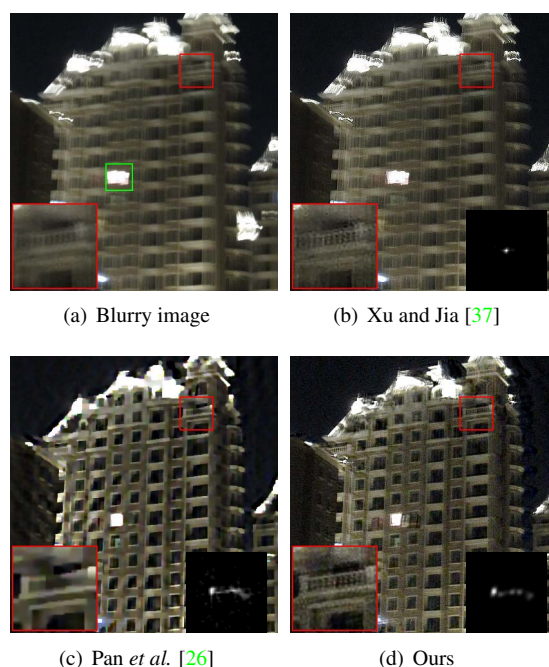 (a) Blurry image
(b) Xu and Jia [37]
(c) Pan et al. [26]
(d) Ours